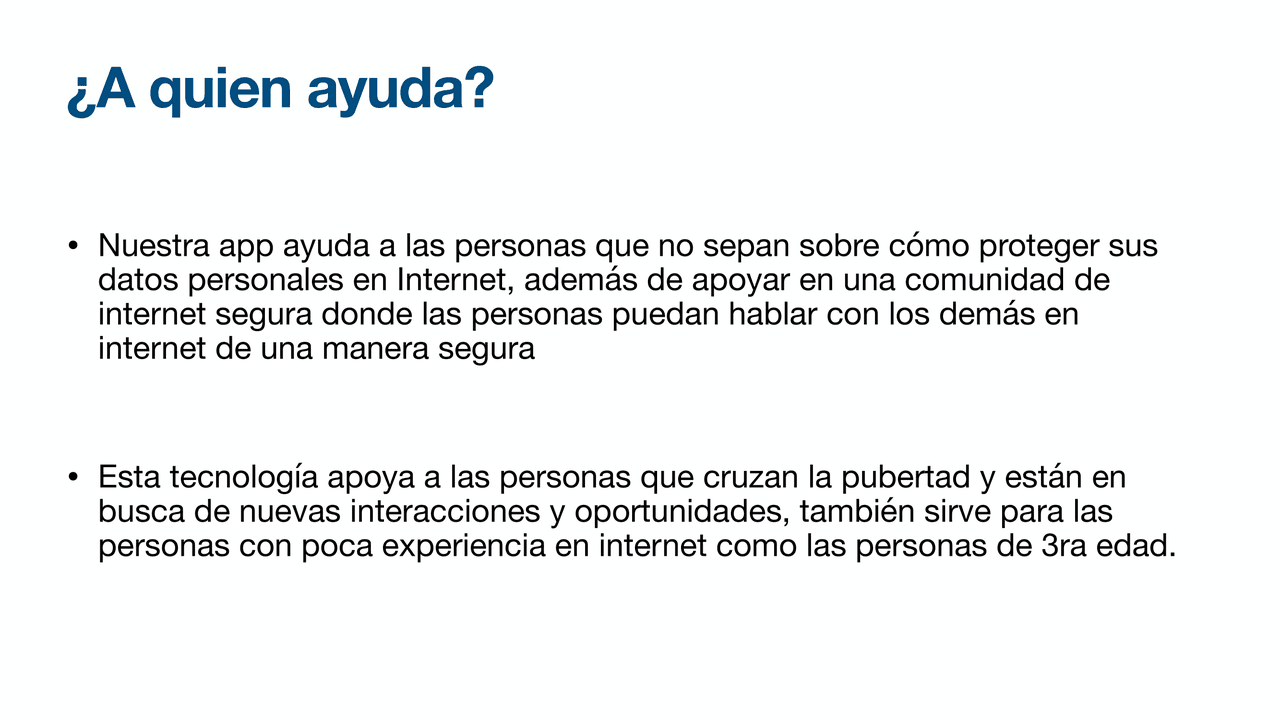 ¿A quien ayuda?
• Nuestra app ayuda a las personas que no sepan sobre cómo proteger sus
datos personales en Internet, además de apoyar en una comunidad de
internet segura donde las personas puedan hablar con los demás en
internet de una manera segura
• Esta tecnología apoya a las personas que cruzan la pubertad y están en
busca de nuevas interacciones y oportunidades, también sirve para las
personas con poca experiencia en internet como las personas de 3ra edad.